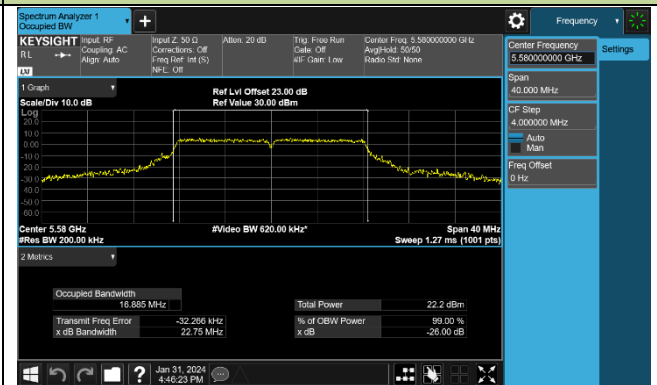 Spectrum Analyzer 1
Occupied BW
Frequency
KEYSIGHT
RL
LXI
Input: RF
Coupling: AC
Align: Auto
Input Z: 50 Ω
Corrections: Off
Freq Ref: Int (S)
NFE: Off
Atten: 20 dB
Trig: Free Run
Gate: Off
#IF Gain: Low
Center Freq: 5.580000000 GHz
Avg|Hold: 50/50
Radio Std: None
Center Frequency
5.580000000 GHz
Settings
Span
40.000 MHz
CF Step
4.000000 MHz
Auto
Man
Freq Offset
0 Hz
1 Graph
Scale/Div 10.0 dB
Ref Lvl Offset 23.00 dB
Ref Value 30.00 dBm
Log
20.0
10.0
0.00
-10.0
-20.0
-30.0
-40.0
-50.0
-60.0
Center 5.58 GHz
#Res BW 200.00 kHz
#Video BW 620.00 kHz*
Span 40 MHz
Sweep 1.27 ms (1001 pts)
2 Metrics
Occupied Bandwidth
16.885 MHz
Total Power 22.2 dBm
Transmit Freq Error -32.266 kHz
% of OBW Power 99.00 %
x dB Bandwidth 22.75 MHz
x dB -26.00 dB
Jan 31, 2024
4:46:23 PM